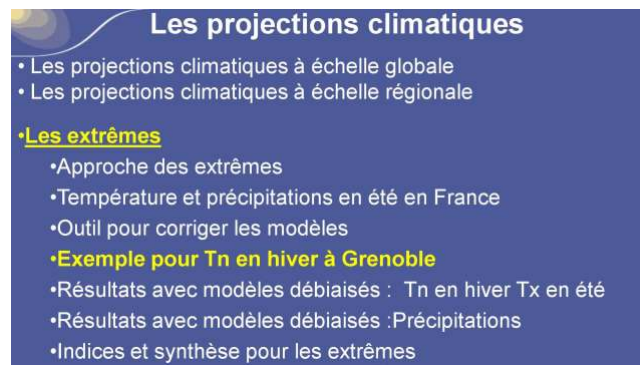 Les projections climatiques
• Les projections climatiques à échelle globale
• Les projections climatiques à échelle régionale
•Les extrêmes
•Approche des extrêmes
•Température et précipitations en été en France
•Outil pour corriger les modèles
•Exemple pour Tn en hiver à Grenoble
•Résultats avec modèles débiaisés : Tn en hiver Tx en été
•Résultats avec modèles débiaisés :Précipitations
•Indices et synthèse pour les extrêmes